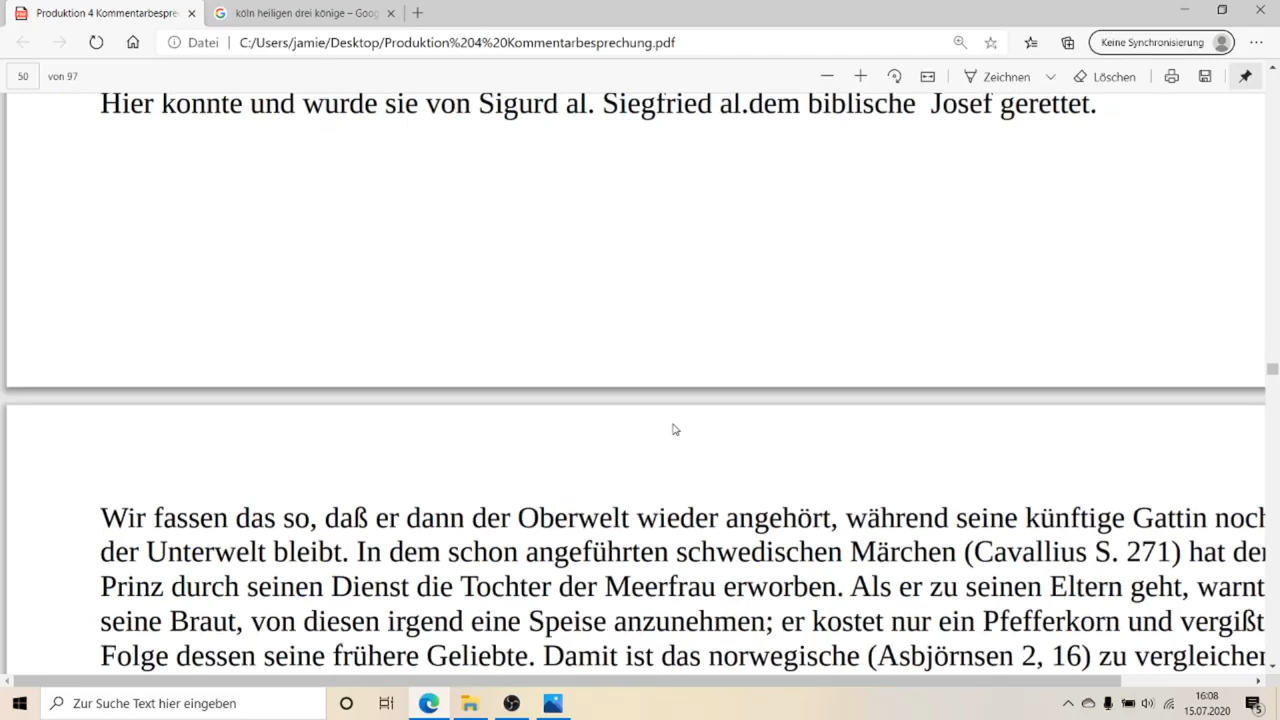 Produktion 4 Kommentarbespre
köln heiligen drei könige – Goog
Datei
C:/Users/jamie/Desktop/Produktion%204%20Kommentarbesprechung.pdf
Keine Synchronisierung
50 von 97
Zeichnen
Löschen
Hier konnte und wurde sie von Sigurd al. Siegfried al.dem biblische Josef gerettet.
Wir fassen das so, daß er dann der Oberwelt wieder angehört, während seine künftige Gattin noch
der Unterwelt bleibt. In dem schon angeführten schwedischen Märchen (Cavallius S. 271) hat der
Prinz durch seinen Dienst die Tochter der Meerfrau erworben. Als er zu seinen Eltern geht, warnt
seine Braut, von diesen irgend eine Speise anzunehmen; er kostet nur ein Pfefferkorn und vergißt
Folge dessen seine frühere Geliebte. Damit ist das norwegische (Asbjörnsen 2, 16) zu vergleichen
Zur Suche Text hier eingeben
16:08
15.07.2020
5